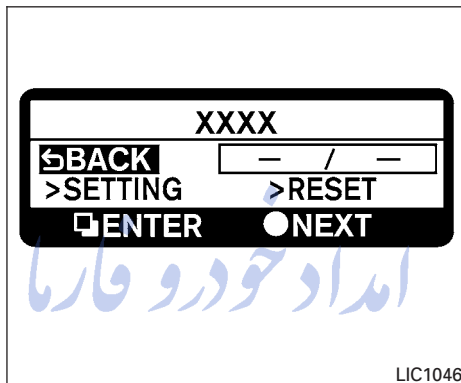 XXXX
BACK
— / —
>SETTING >RESET
ENTER NEXT
امداد خودرو فارما
LIC1046